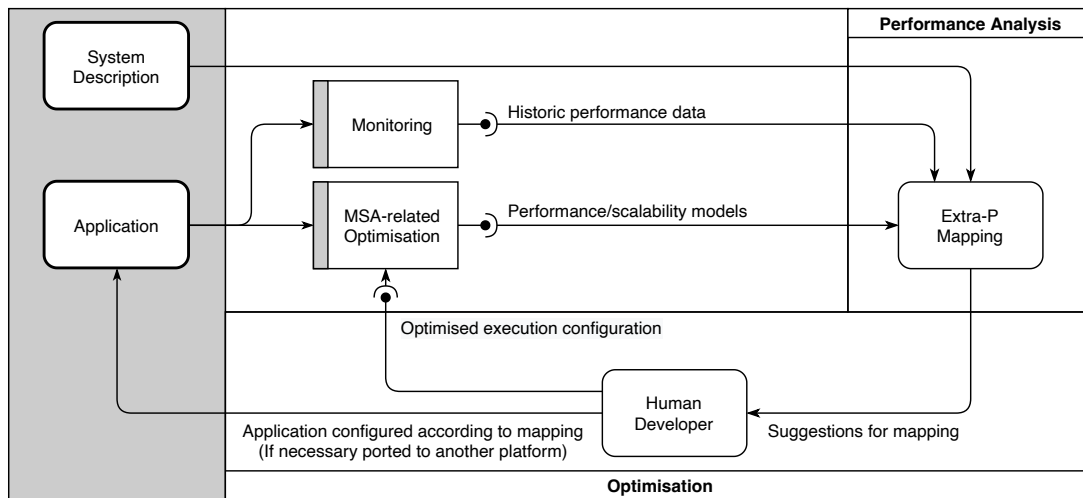 Performance Analysis
System
Description
Monitoring
Historic performance data
Application
MSA-related
Optimisation
Performance/scalability models
Extra-P
Mapping
Optimised execution configuration
Human
Developer
Application configured according to mapping
(If necessary ported to another platform)
Suggestions for mapping
Optimisation